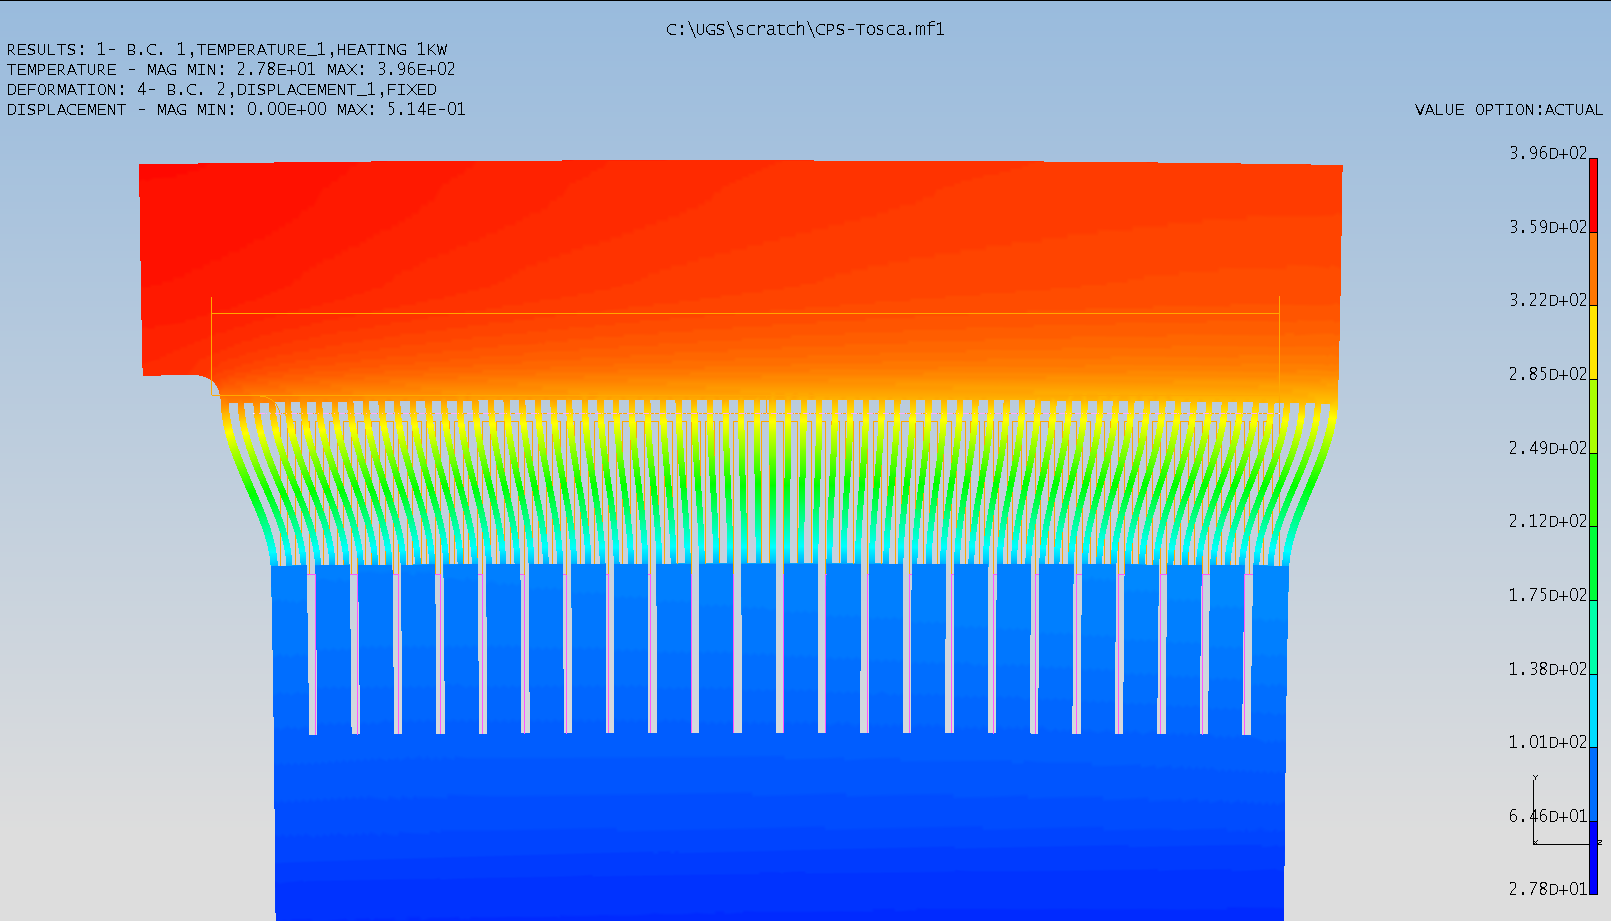 C:\UGS\scratch\CPS-Tosca.mf1
RESULTS: 1- B.C. 1,TEMPERATURE_1,HEATING 1KW
TEMPERATURE - MAG MIN: 2.78E+01 MAX: 3.96E+02
DEFORMATION: 4- B.C. 2,DISPLACEMENT_1,FIXED
DISPLACEMENT - MAG MIN: 0.00E+00 MAX: 5.14E-01
VALUE OPTION:ACTUAL
3.96D+02
3.59D+02
3.22D+02
2.85D+02
2.49D+02
2.12D+02
1.75D+02
1.38D+02
1.01D+02
6.46D+01
2.78D+01
Y
X
Z